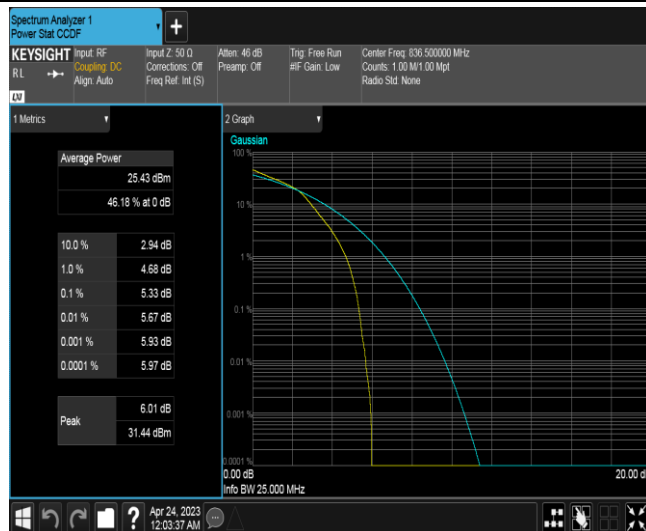 Spectrum Analyzer 1
Power Stat CCDF
+
KEYSIGHT
RL
LXI
Input: RF
Coupling: DC
Align: Auto
Input Z: 50 Ω
Corrections: Off
Freq Ref: Int (S)
Atten: 46 dB
Preamp: Off
Trig: Free Run
#IF Gain: Low
Center Freq: 836.500000 MHz
Counts: 1.00 M/1.00 Mpt
Radio Std: None
1 Metrics
Average Power
25.43 dBm
46.18 % at 0 dB
10.0 % 2.94 dB
1.0 % 4.68 dB
0.1 % 5.33 dB
0.01 % 5.67 dB
0.001 % 5.93 dB
0.0001 % 5.97 dB
Peak
6.01 dB
31.44 dBm
2 Graph
Gaussian
100 %
10 %
1 %
0.1 %
0.01 %
0.001 %
0.0001 %
0.00 dB
20.00 d
Info BW 25.000 MHz
?
Apr 24, 2023
12:03:37 AM